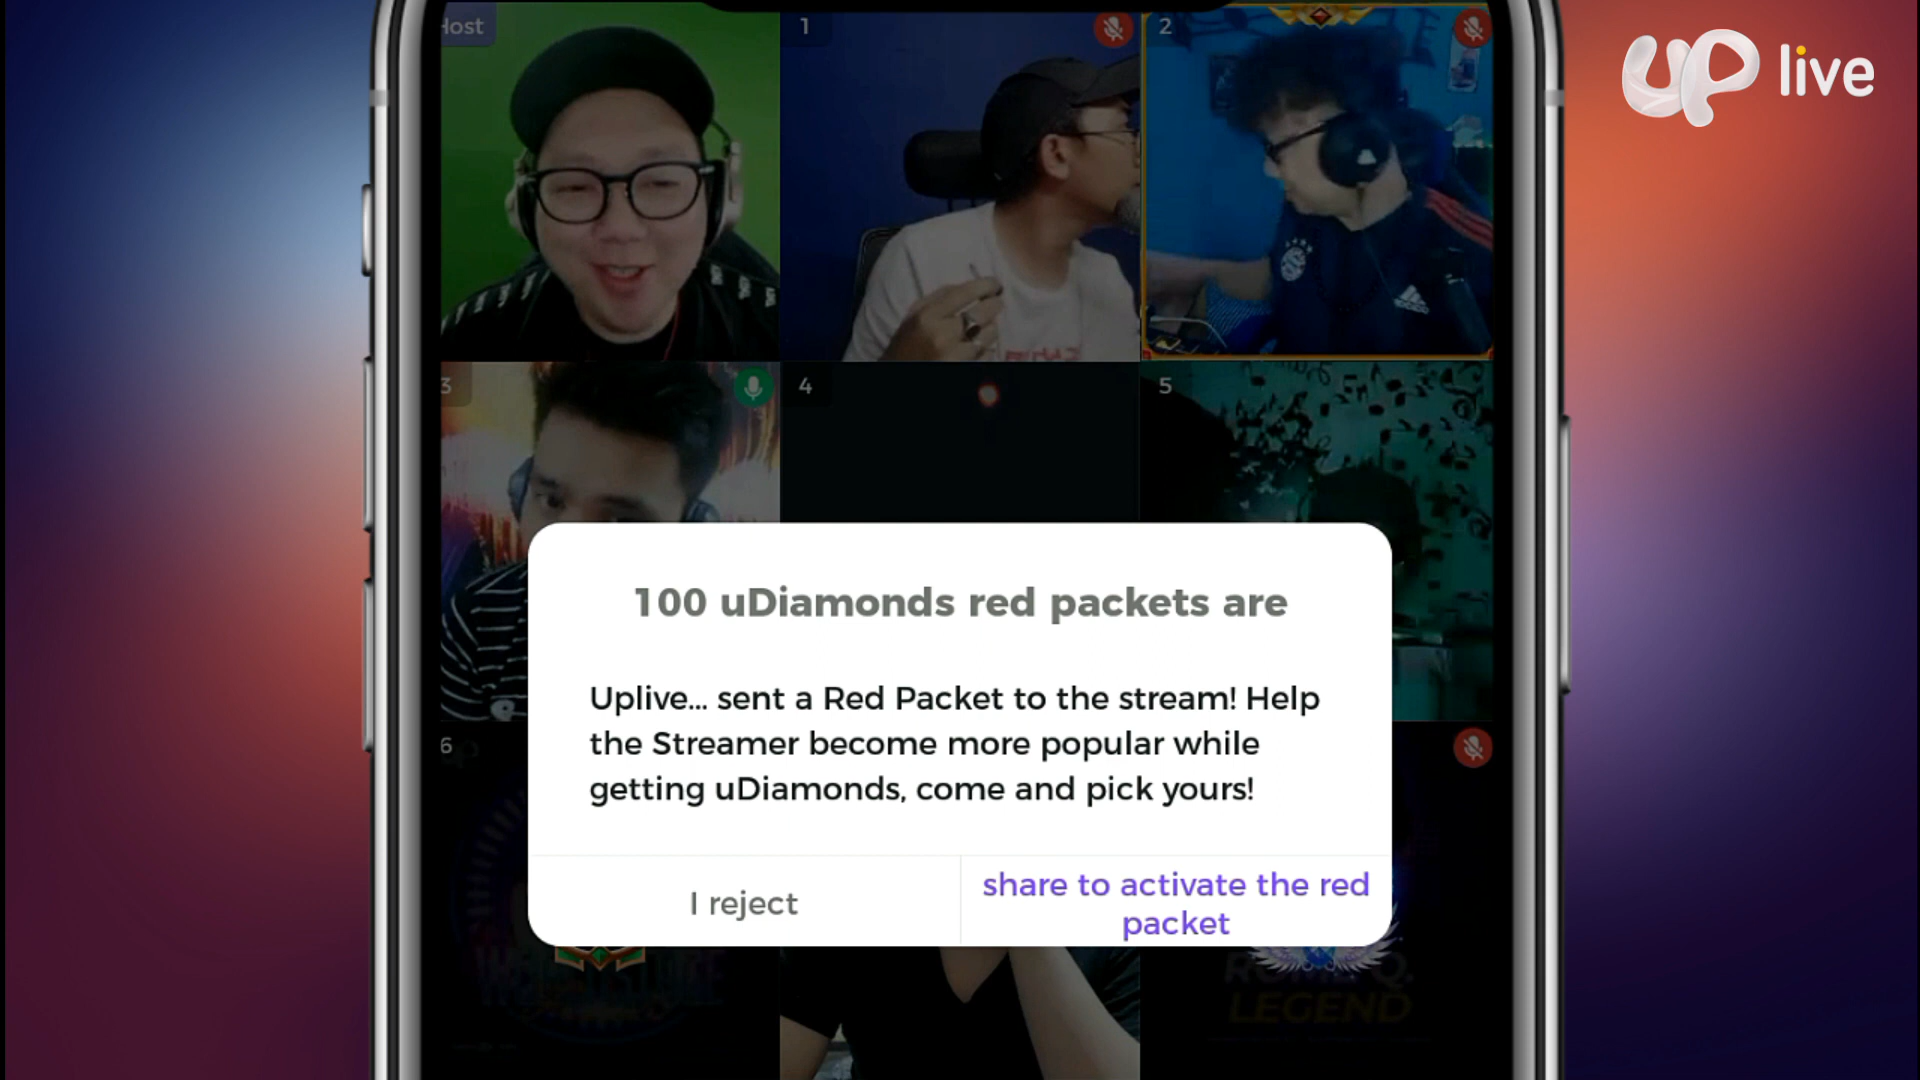 Host
1
2
UP live
3
4
5
100 uDiamonds red packets are
Uplive... sent a Red Packet to the stream! Help
the Streamer become more popular while
getting uDiamonds, come and pick yours!
6
I reject
share to activate the red
packet
LEGEND